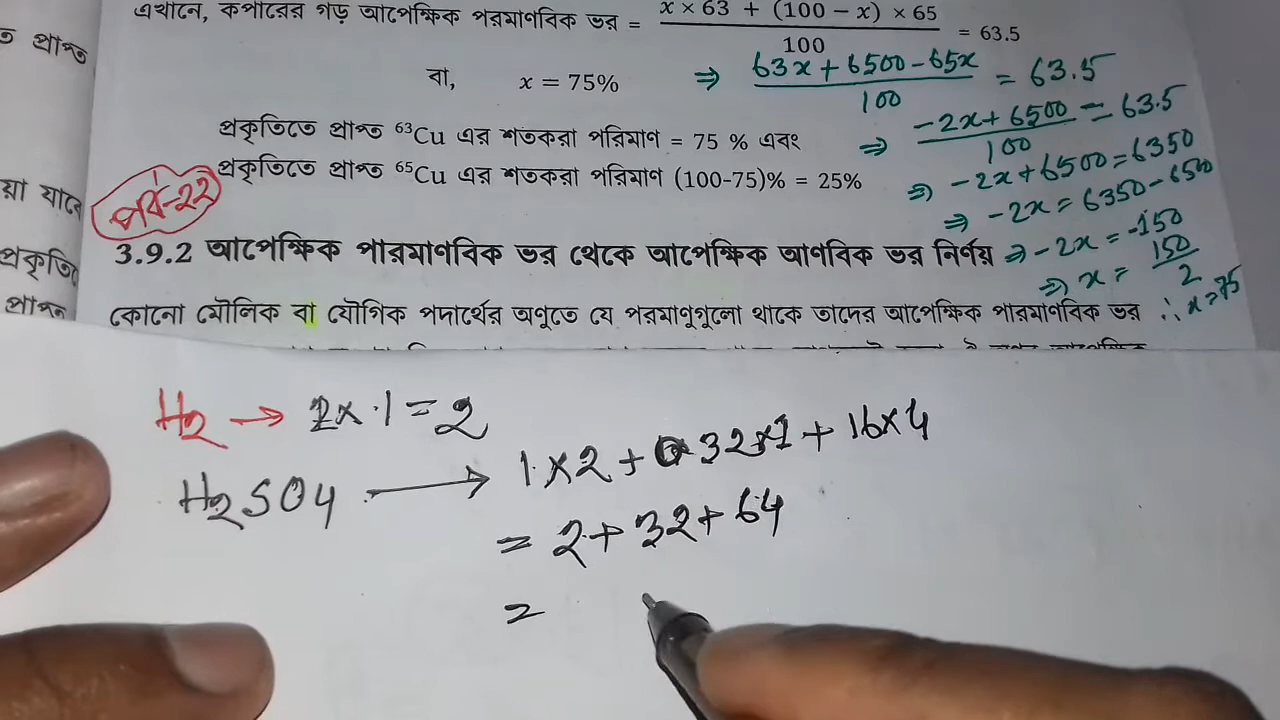 এখানে, কপারের গড় আপেক্ষিক পরমাণবিক ভর = x × 63 + (100 − x) × 65 / 100 = 63.5
ত প্রাপ্ত
বা, x = 75%
⇒ 63x + 6500 - 65x / 100 = 63.5
প্রকৃতিতে প্রাপ্ত ⁶³Cu এর শতকরা পরিমাণ = 75 % এবং
⇒ -2x + 6500 / 100 = 63.5
প্রকৃতিতে প্রাপ্ত ⁶⁵Cu এর শতকরা পরিমাণ (100-75)% = 25%
⇒ -2x + 6500 = 6350
য়া যাবে
পর্ব-22
⇒ -2x = 6350 - 6500
3.9.2 আপেক্ষিক পারমাণবিক ভর থেকে আপেক্ষিক আণবিক ভর নির্ণয়
⇒ -2x = -150
প্রকৃতি
⇒ x = 150 / 2
কোনো মৌলিক বা যৌগিক পদার্থের অণুতে যে পরমাণুগুলো থাকে তাদের আপেক্ষিক পারমাণবিক ভর
∴ x = 75
H2 → 2 × 1 = 2
H2SO4 → 1 × 2 + 32 × 1 + 16 × 4
= 2 + 32 + 64
=